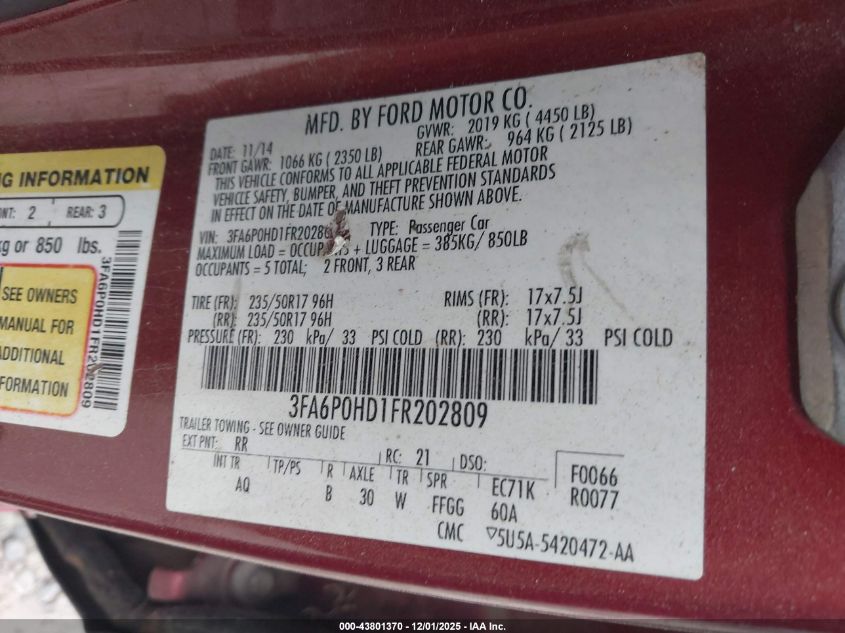 MFD. BY FORD MOTOR CO.
DATE: 11/14 GVWR: 2019 KG ( 4450 LB)
FRONT GAWR: 1066 KG ( 2350 LB) REAR GAWR: 964 KG ( 2125 LB)
THIS VEHICLE CONFORMS TO ALL APPLICABLE FEDERAL MOTOR
VEHICLE SAFETY, BUMPER, AND THEFT PREVENTION STANDARDS
IN EFFECT ON THE DATE OF MANUFACTURE SHOWN ABOVE.
VIN: 3FA6P0HD1FR20280 TYPE: Passenger Car
MAXIMUM LOAD = OCCUPANTS + LUGGAGE = 385KG/ 850LB
OCCUPANTS = 5 TOTAL; 2 FRONT, 3 REAR
TIRE (FR): 235/50R17 96H RIMS (FR): 17x7.5J
(RR): 235/50R17 96H (RR): 17x7.5J
PRESSURE (FR): 230 kPa/ 33 PSI COLD (RR): 230 kPa/ 33 PSI COLD
3FA6P0HD1FR202809
TRAILER TOWING - SEE OWNER GUIDE
EXT PNT: RR RC: 21 DSO:
INT TR TP/PS R AXLE TR SPR EC71K F0066
AQ B 30 W FFGG 60A R0077
CMC 5U5A-5420472-AA
NG INFORMATION
NT: 2 REAR: 3
kg or 850 lbs.
SEE OWNERS
MANUAL FOR
ADDITIONAL
INFORMATION
3FA6P0HD1FR202809
000-43801370 - 12/01/2025 - IAA Inc.